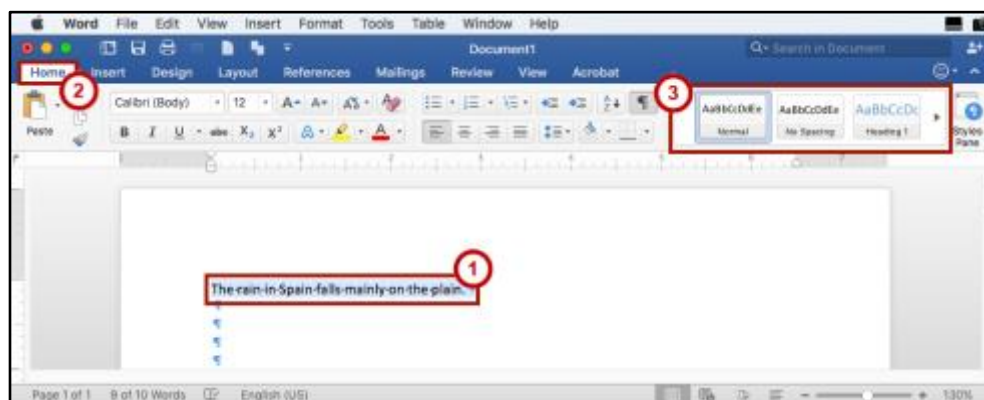 Word File Edit View Insert Format Tools Table Window Help
Document1
Search in Document
Home Insert Design Layout References Mailings Review View Acrobat
2
3
Calibri (Body) 12
Paste
B I U abc X₂ X²
AaBbCcDdEe AaBbCcDdEe AaBbCcDc
Normal No Spacing Heading 1
Styles Pane
1
The rain in Spain falls mainly on the plain.
Page 1 of 1 9 of 10 Words English (US) 130%